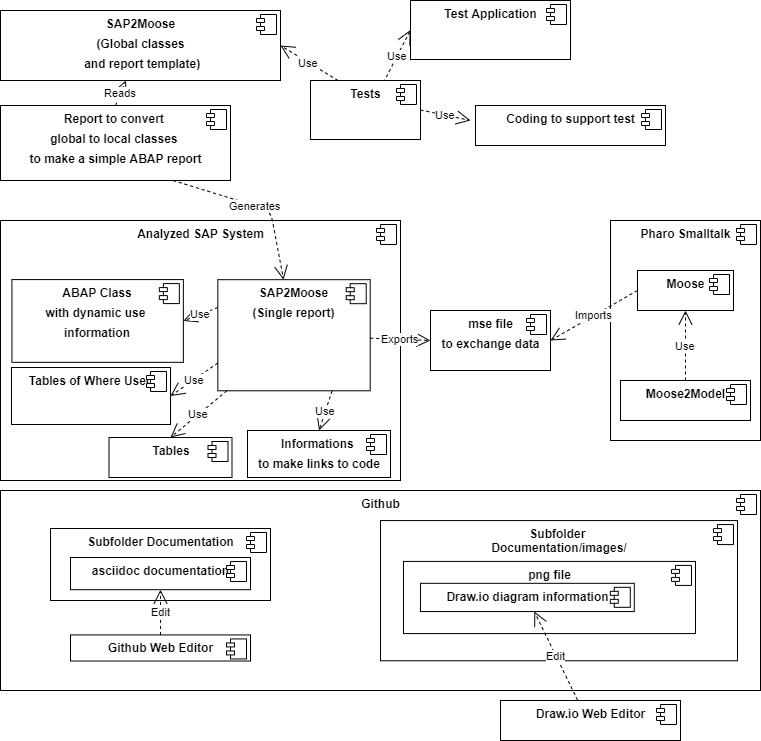 SAP2Moose
(Global classes
and report template)
Test Application
Use
Use
Reads
Tests
Use
Coding to support test
Report to convert
global to local classes
to make a simple ABAP report
Generates
Analyzed SAP System
Pharo Smalltalk
ABAP Class
with dynamic use
information
SAP2Moose
(Single report)
Use
Moose
mse file
to exchange data
Imports
Exports
Use
Tables of Where Use
Use
Moose2Model
Use
Use
Tables
Informations
to make links to code
Github
Subfolder Documentation
asciidoc documentation
Edit
Github Web Editor
Subfolder
Documentation/images/
png file
Draw.io diagram information
Edit
Draw.io Web Editor